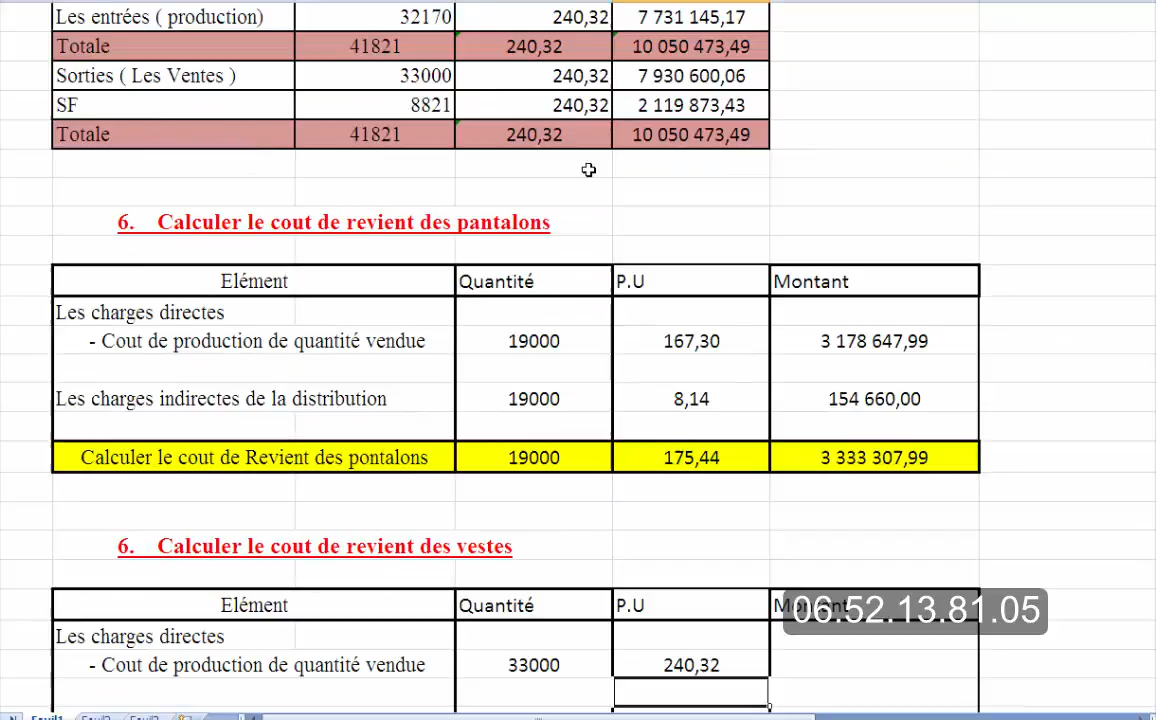 Les entrées ( production) 32170 240,32 7 731 145,17
Totale 41821 240,32 10 050 473,49
Sorties ( Les Ventes ) 33000 240,32 7 930 600,06
SF 8821 240,32 2 119 873,43
Totale 41821 240,32 10 050 473,49
6. Calculer le cout de revient des pantalons
Elément Quantité P.U Montant
Les charges directes
- Cout de production de quantité vendue 19000 167,30 3 178 647,99
Les charges indirectes de la distribution 19000 8,14 154 660,00
Calculer le cout de Revient des pontalons 19000 175,44 3 333 307,99
6. Calculer le cout de revient des vestes
Elément Quantité P.U Montant
06.52.13.81.05
Les charges directes
- Cout de production de quantité vendue 33000 240,32
Feuil1 Feuil2 Feuil3